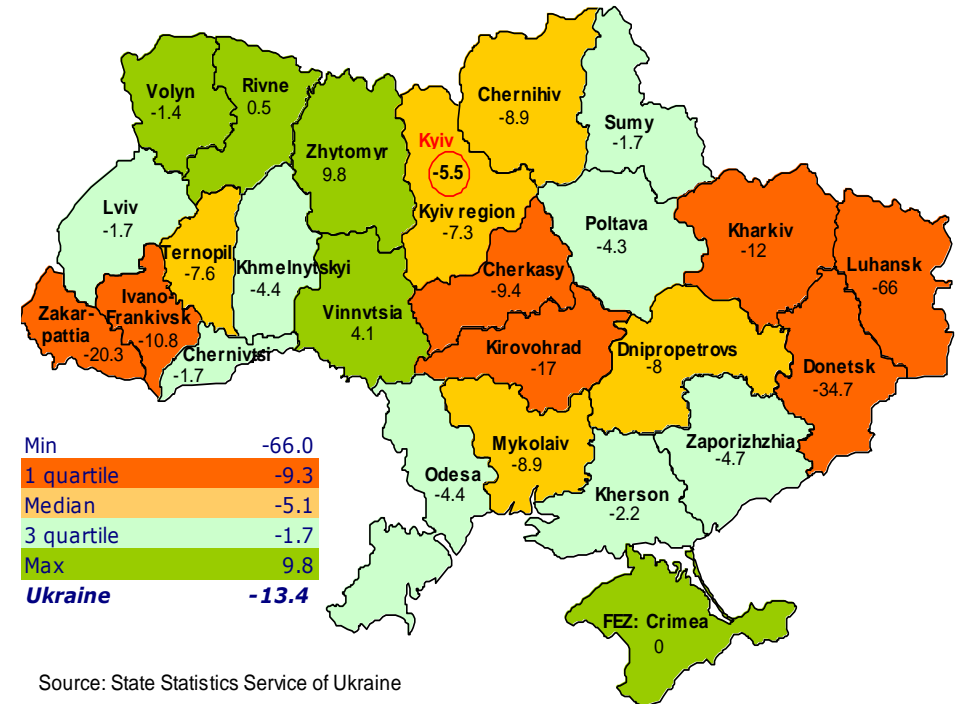 Volyn
-1.4
Rivne
0.5
Zhytomyr
9.8
Kyiv
-5.5
Kyiv region
-7.3
Chernihiv
-8.9
Sumy
-1.7
Lviv
-1.7
Ternopil
-7.6
Khmelnytskyi
-4.4
Vinnvtsia
4.1
Cherkasy
-9.4
Poltava
-4.3
Kharkiv
-12
Luhansk
-66
Zakar-
pattia
-20.3
Ivano-
Frankivsk
-10.8
Chernivtsi
-1.7
Kirovohrad
-17
Dnipropetrovs
-8
Donetsk
-34.7
Odesa
-4.4
Mykolaiv
-8.9
Kherson
-2.2
Zaporizhzhia
-4.7
FEZ: Crimea
0
Min -66.0
1 quartile -9.3
Median -5.1
3 quartile -1.7
Max 9.8
Ukraine -13.4
Source: State Statistics Service of Ukraine